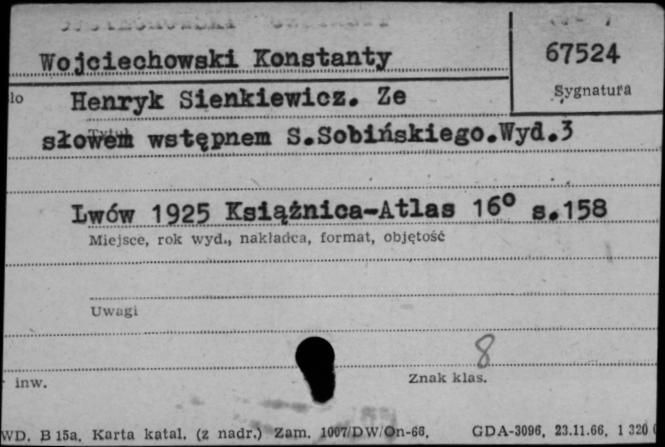 Wojciechowski Konstanty
67524
Sygnatura
lo
Henryk Sienkiewicz. Ze
słowem wstępnem S.Sobińskiego.Wyd.3
Lwów 1925 Książnica-Atlas 16° s.158
Miejsce, rok wyd., nakładca, format, objętość
Uwagi
8
inw.
Znak klas.
WD. B 15a. Karta katal. (z nadr.) Zam. 1007/DW/On-66. GDA-3096. 23.11.66. 1 320